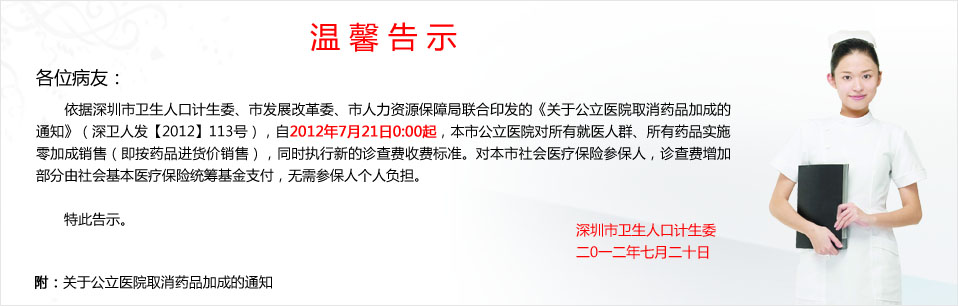 温馨告示
各位病友：
依据深圳市卫生人口计生委、市发展改革委、市人力资源保障局联合印发的《关于公立医院取消药品加成的
通知》（深卫人发【2012】113号），自2012年7月21日0:00起，本市公立医院对所有就医人群、所有药品实施
零加成销售（即按药品进货价销售），同时执行新的诊查费收费标准。对本市社会医疗保险参保人，诊查费增加
部分由社会基本医疗保险统筹基金支付，无需参保人个人负担。
特此告示。
深圳市卫生人口计生委
二0一二年七月二十日
附：关于公立医院取消药品加成的通知